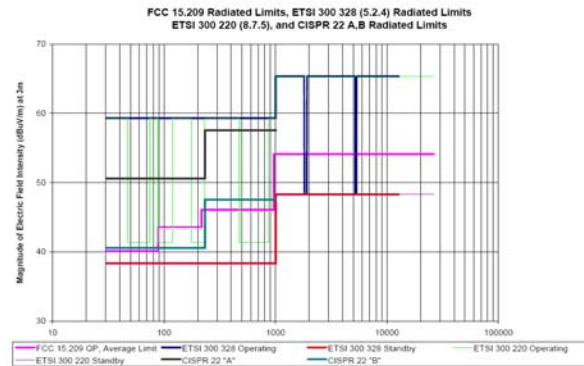 FCC 15.209 Radiated Limits, ETSI 300 328 (5.2.4) Radiated Limits
ETSI 300 220 (8.7.5), and CISPR 22 A,B Radiated Limits
Magnitude of Electric Field Intensity (dBuV/m) at 3m
70
60
50
40
30
10
100
1000
10000
100000
FCC 15.209 QP, Average Limit
ETSI 300 328 Operating
ETSI 300 328 Standby
ETSI 300 220 Operating
ETSI 300 220 Standby
CISPR 22 "A"
CISPR 22 "B"